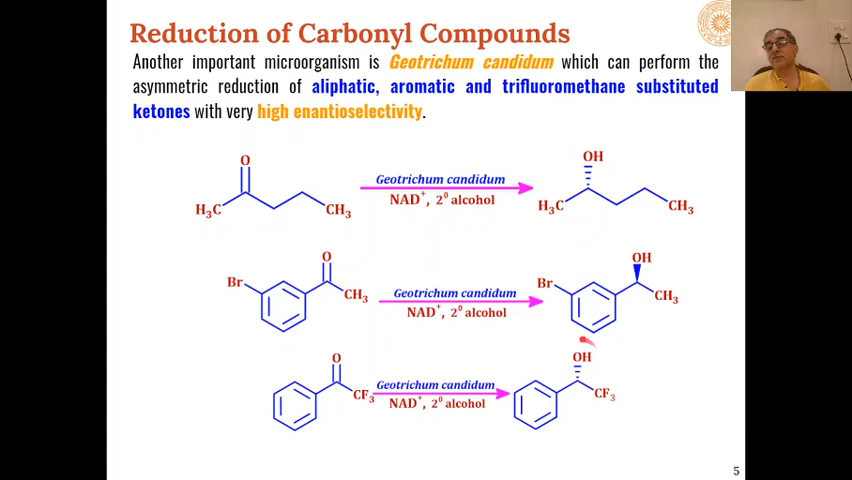 Reduction of Carbonyl Compounds
Another important microorganism is Geotrichum candidum which can perform the
asymmetric reduction of aliphatic, aromatic and trifluoromethane substituted
ketones with very high enantioselectivity.
O
H₃C
CH₃
Geotrichum candidum
NAD⁺, 2⁰ alcohol
OH
H₃C
CH₃
Br
O
CH₃
Geotrichum candidum
NAD⁺, 2⁰ alcohol
Br
OH
CH₃
O
CF₃
Geotrichum candidum
NAD⁺, 2⁰ alcohol
OH
CF₃
5